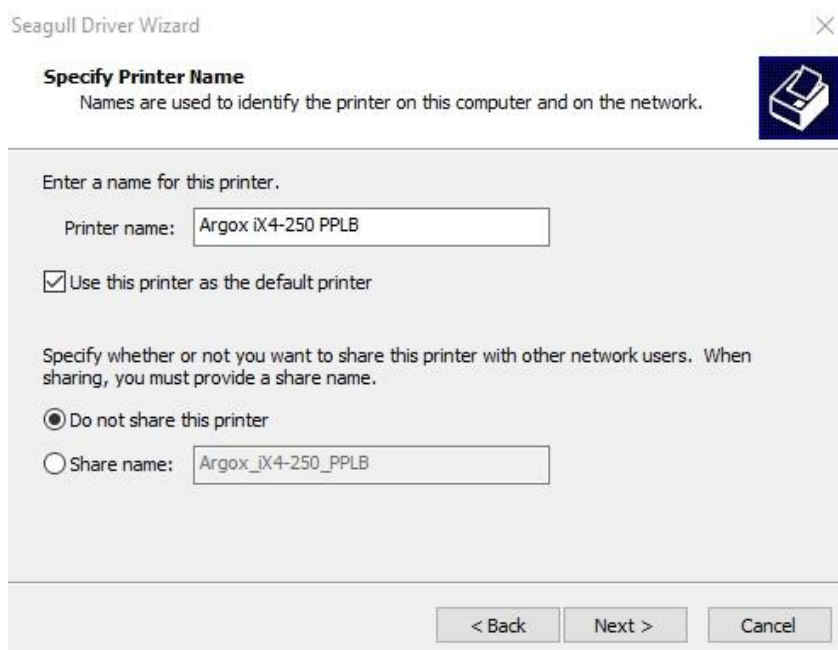 Seagull Driver Wizard
Specify Printer Name
Names are used to identify the printer on this computer and on the network.
Enter a name for this printer.
Printer name: Argox iX4-250 PPLB
Use this printer as the default printer
Specify whether or not you want to share this printer with other network users. When
sharing, you must provide a share name.
Do not share this printer
Share name: Argox_iX4-250_PPLB
< Back Next > Cancel